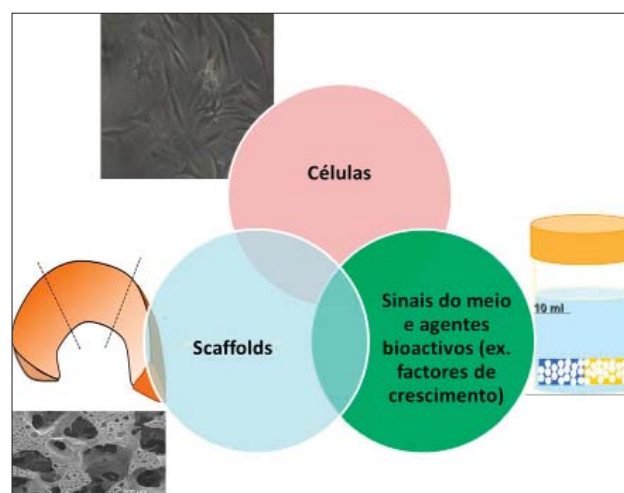 Células
Scaffolds
Sinais do meio
e agentes
bioactivos (ex.
factores de
crescimento)
10 ml